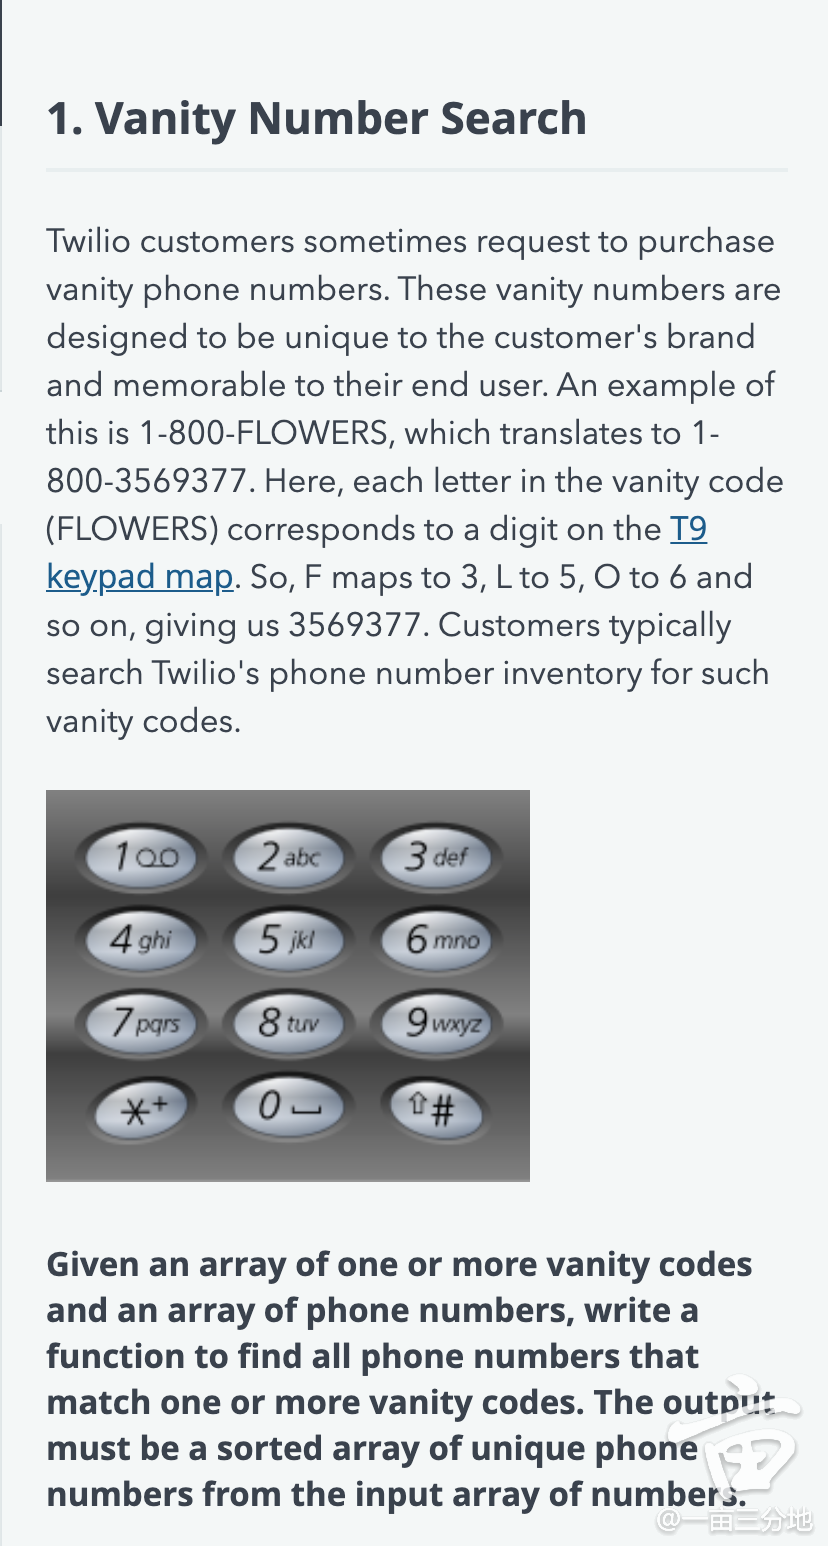 1. Vanity Number Search
Twilio customers sometimes request to purchase
vanity phone numbers. These vanity numbers are
designed to be unique to the customer's brand
and memorable to their end user. An example of
this is 1-800-FLOWERS, which translates to 1-
800-3569377. Here, each letter in the vanity code
(FLOWERS) corresponds to a digit on the T9
keypad map. So, F maps to 3, L to 5, O to 6 and
so on, giving us 3569377. Customers typically
search Twilio's phone number inventory for such
vanity codes.
1 2 abc 3 def
4 ghi 5 jkl 6 mno
7 pqrs 8 tuv 9 wxyz
*+ 0 ⇧#
Given an array of one or more vanity codes
and an array of phone numbers, write a
function to find all phone numbers that
match one or more vanity codes. The output
must be a sorted array of unique phone
numbers from the input array of numbers.
@一亩三分地